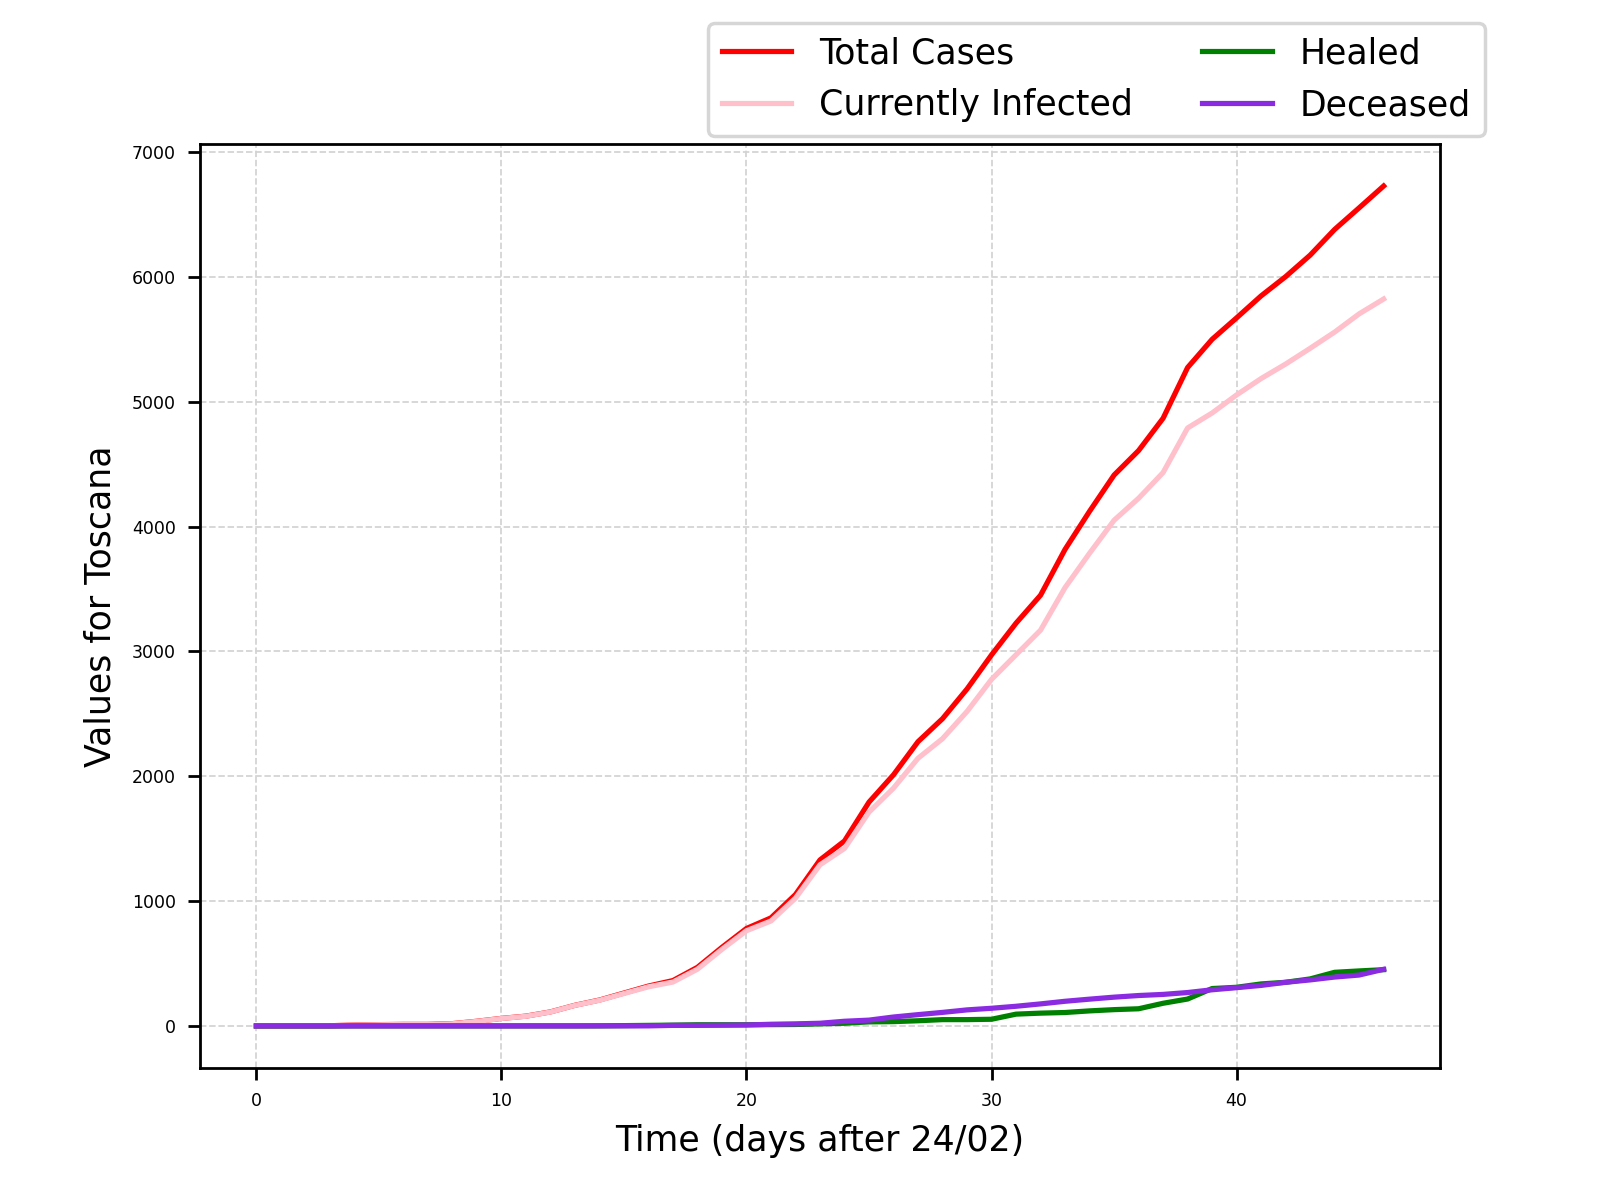 Total Cases
Currently Infected
Healed
Deceased
7000
6000
5000
4000
3000
2000
1000
0
Values for Toscana
0 10 20 30 40
Time (days after 24/02)